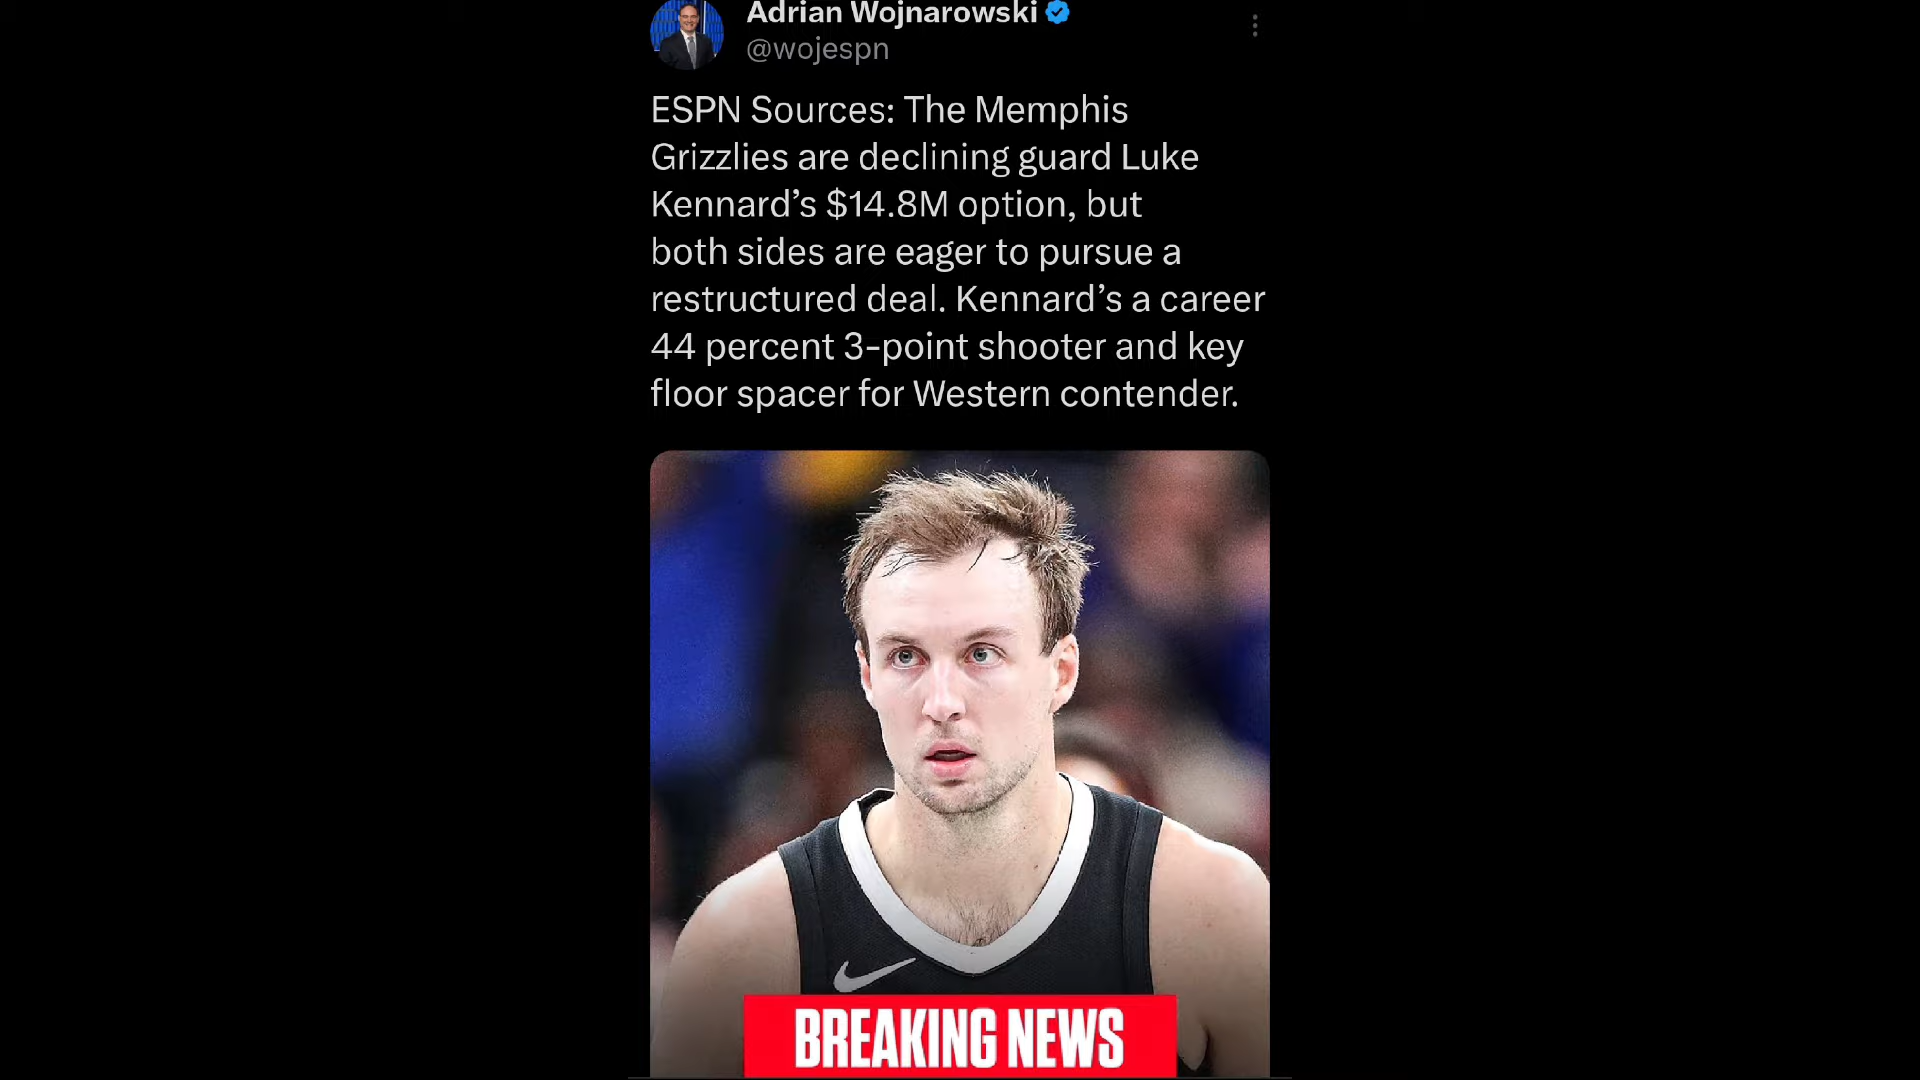 Adrian Wojnarowski
@wojespn
ESPN Sources: The Memphis
Grizzlies are declining guard Luke
Kennard’s $14.8M option, but
both sides are eager to pursue a
restructured deal. Kennard’s a career
44 percent 3-point shooter and key
floor spacer for Western contender.
BREAKING NEWS